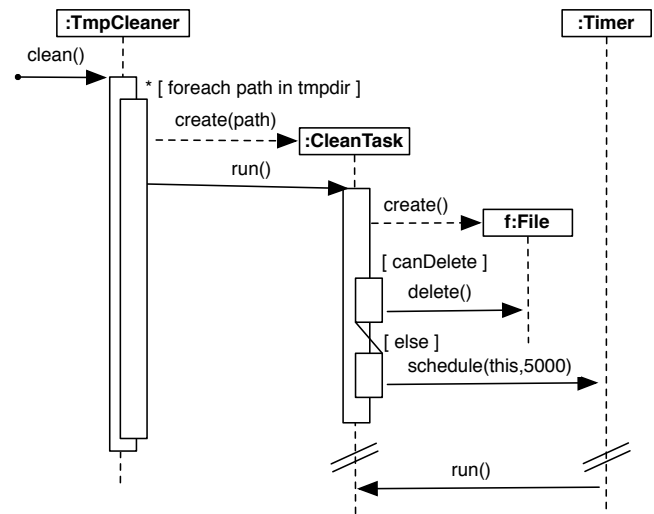 :TmpCleaner
:Timer
clean()
* [ foreach path in tmpdir ]
create(path)
:CleanTask
run()
create()
f:File
[ canDelete ]
delete()
[ else ]
schedule(this,5000)
run()